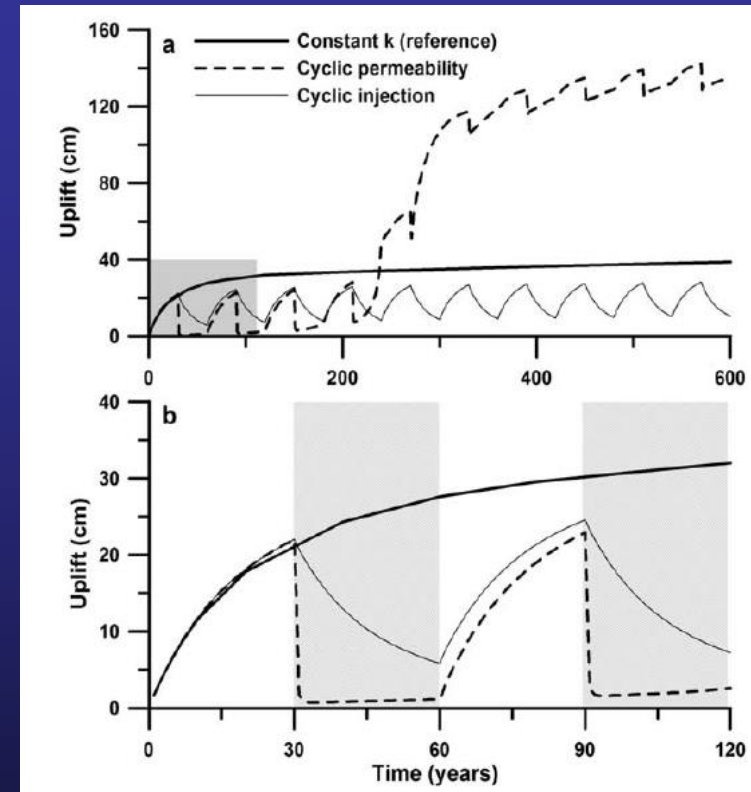 a
Constant k (reference)
Cyclic permeability
Cyclic injection
Uplift (cm)
160
120
80
40
0
0 200 400 600
b
Uplift (cm)
40
30
20
10
0
0 30 60 90 120
Time (years)